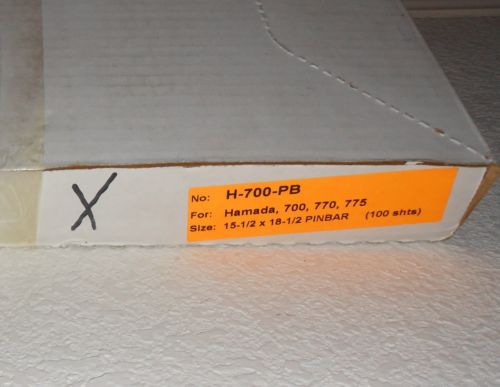 X
No: H-700-PB
For: Hamada, 700, 770, 775
Size: 15-1/2 x 18-1/2 PINBAR (100 shts)